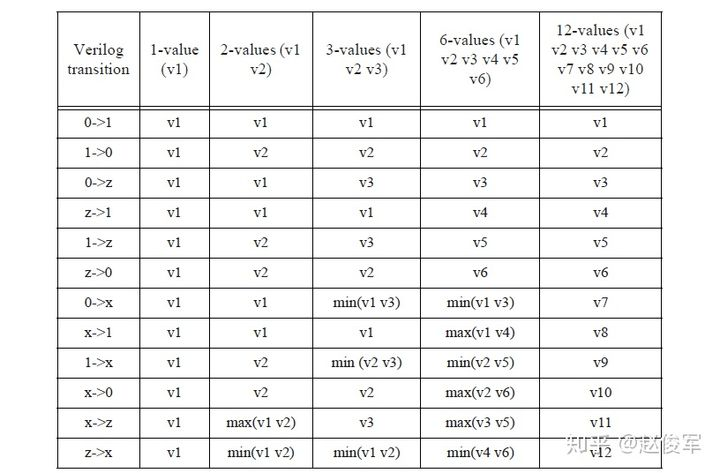 Verilog transition 1-value (v1) 2-values (v1 v2) 3-values (v1 v2 v3) 6-values (v1 v2 v3 v4 v5 v6) 12-values (v1 v2 v3 v4 v5 v6 v7 v8 v9 v10 v11 v12)
0->1 v1 v1 v1 v1 v1
1->0 v1 v2 v2 v2 v2
0->z v1 v1 v3 v3 v3
z->1 v1 v1 v1 v4 v4
1->z v1 v2 v3 v5 v5
z->0 v1 v2 v2 v6 v6
0->x v1 v1 min(v1 v3) min(v1 v3) v7
x->1 v1 v1 v1 max(v1 v4) v8
1->x v1 v2 min (v2 v3) min(v2 v5) v9
x->0 v1 v2 v2 max(v2 v6) v10
x->z v1 max(v1 v2) v3 max(v3 v5) v11
z->x v1 min(v1 v2) min(v1 v2) min(v4 v6) v12
知乎 @赵俊军